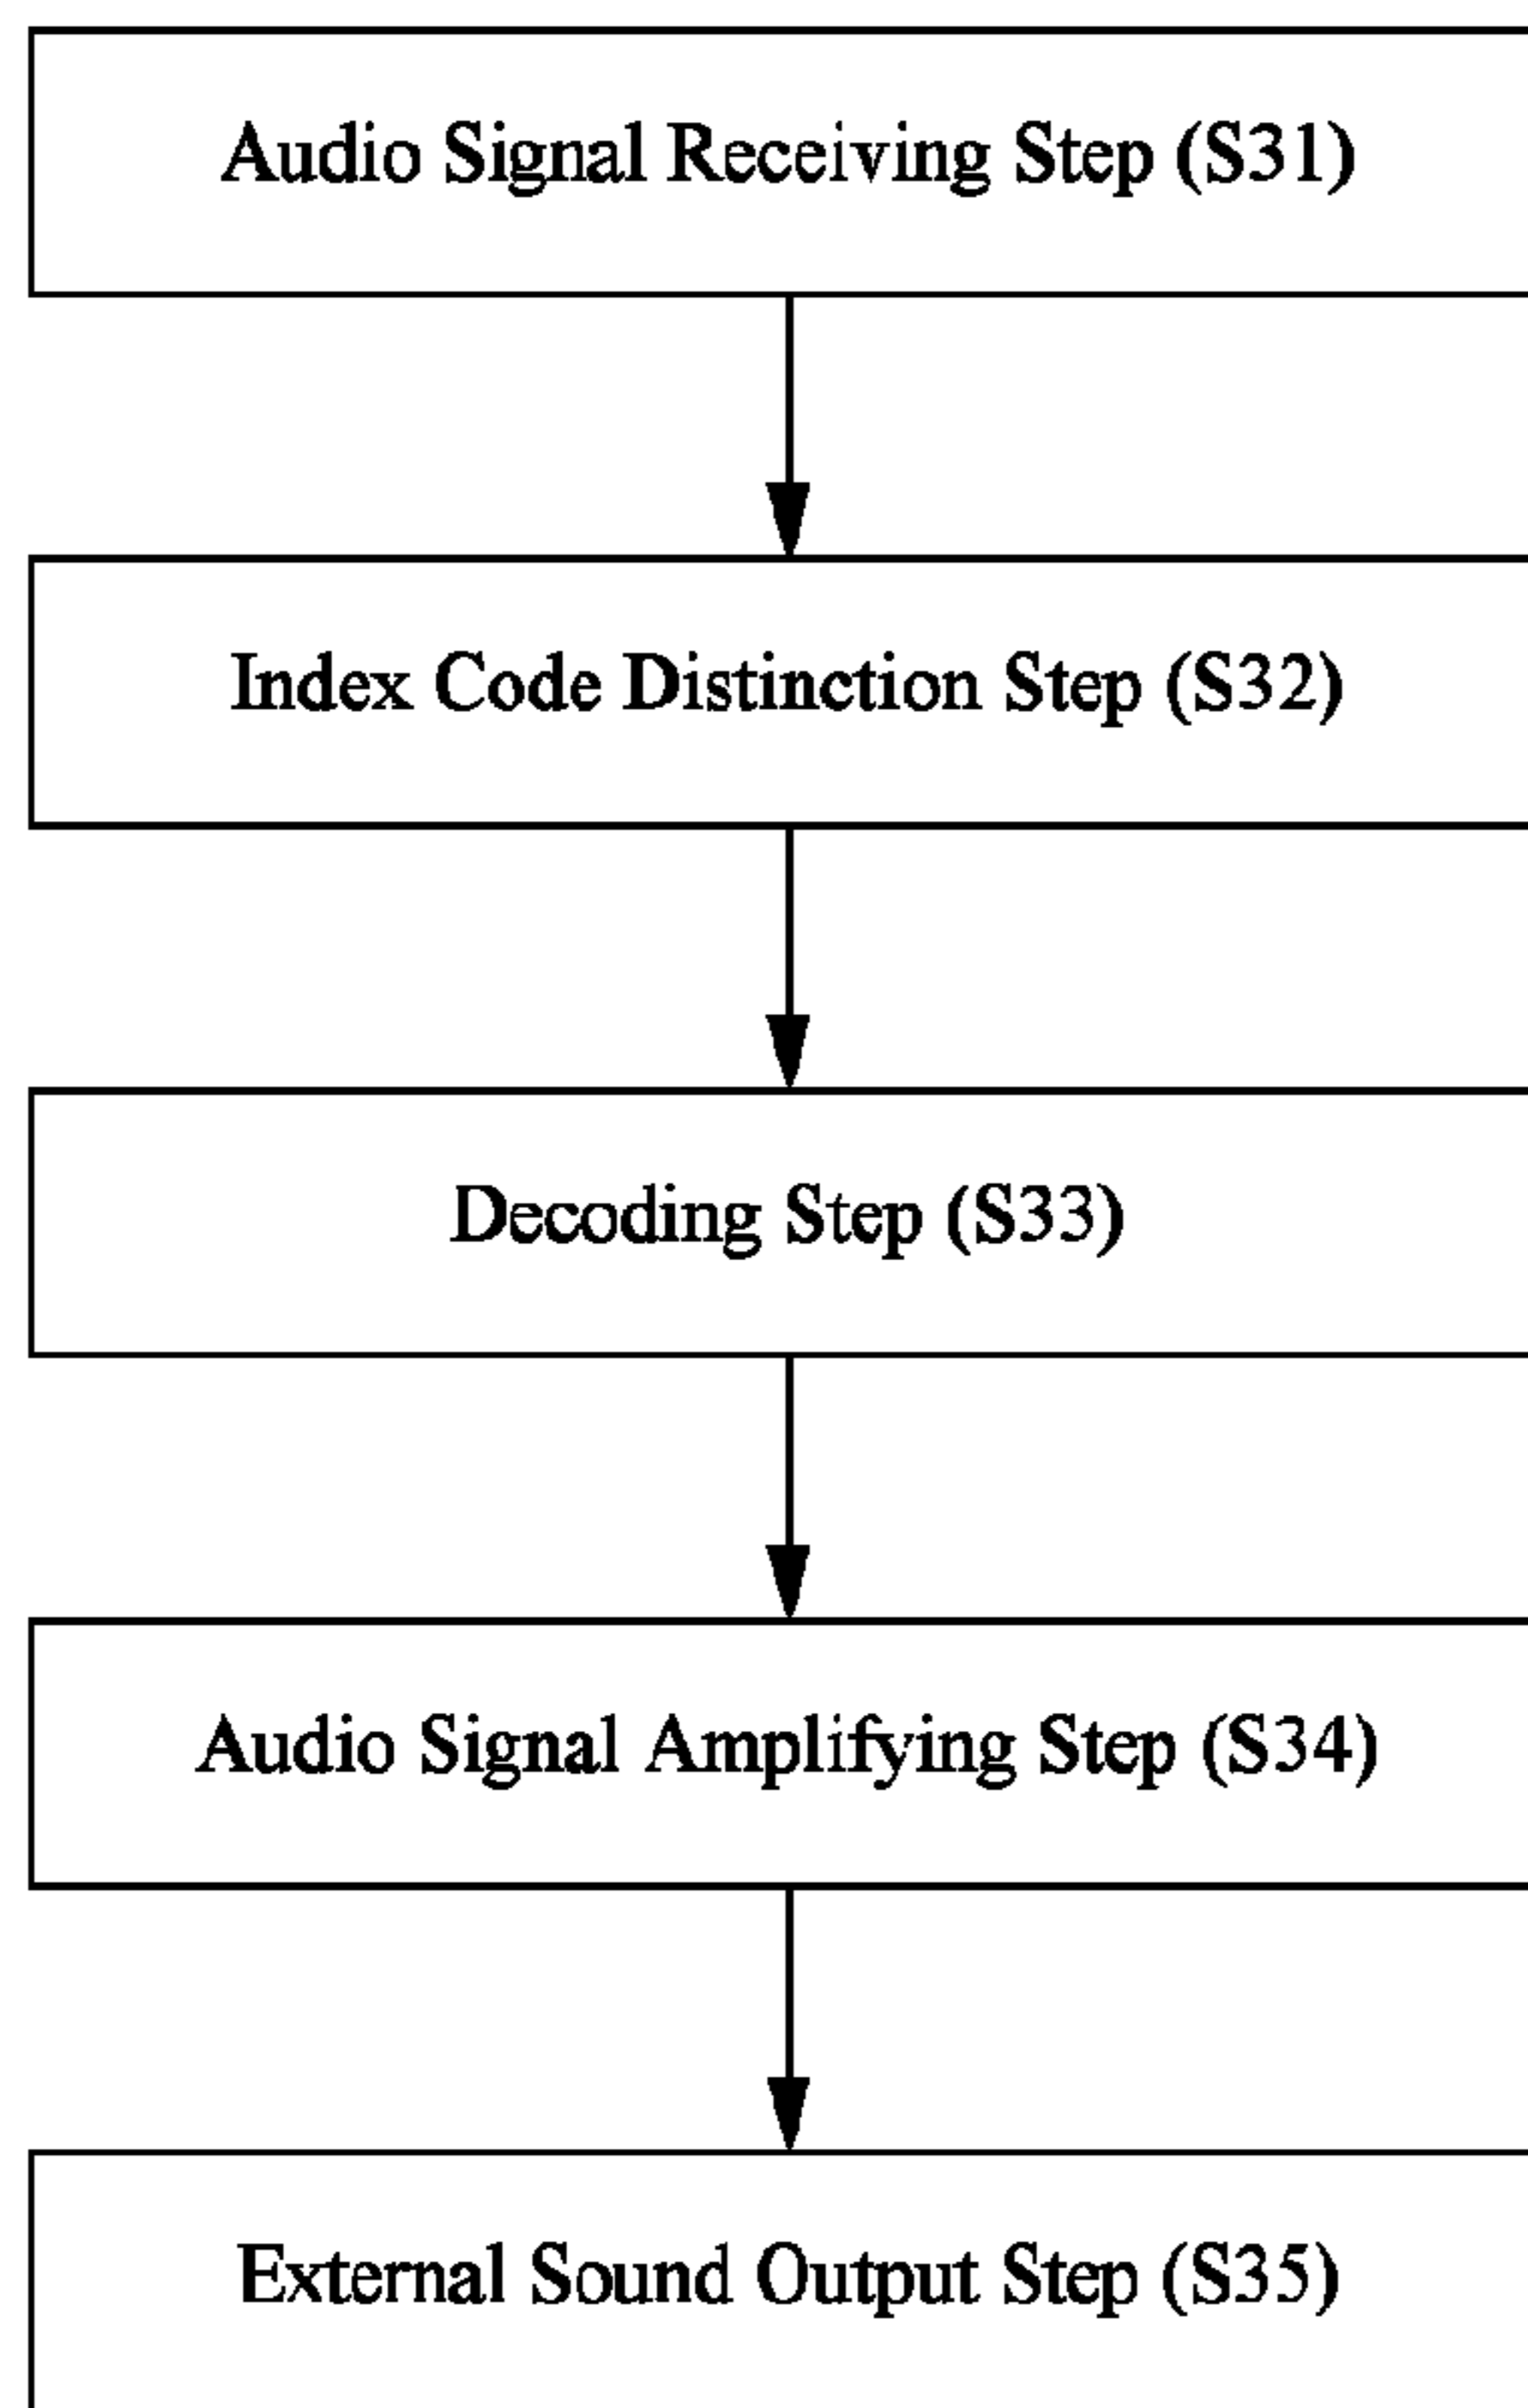 Audio Signal Receiving Step (S31)
Index Code Distinction Step (S32)
Decoding Step (S33)
Audio Signal Amplifying Step (S34)
External Sound Output Step (S35)